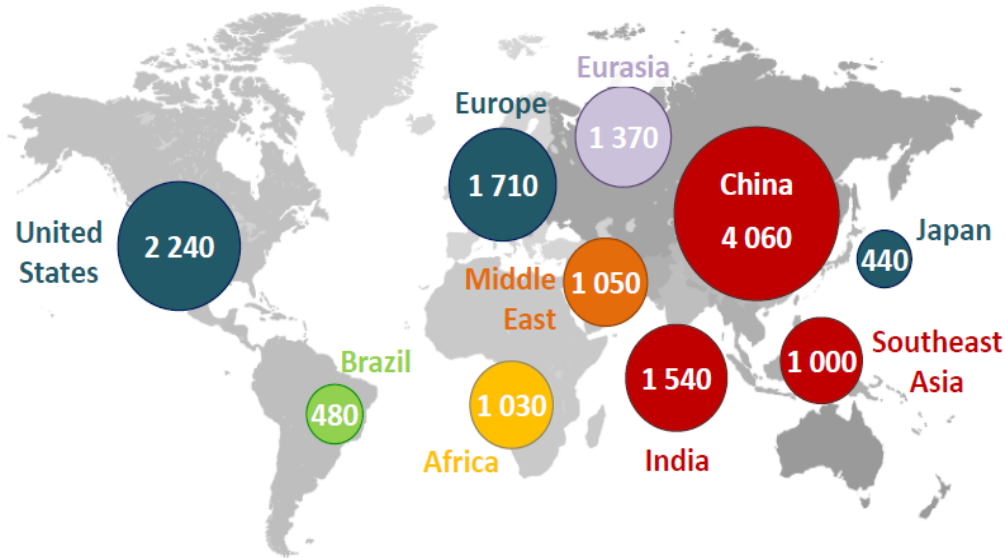 Eurasia
1 370
Europe
1 710
China
4 060
United
States
2 240
Japan
440
Middle
East
1 050
Brazil
480
Africa
1 030
India
1 540
Southeast
Asia
1 000